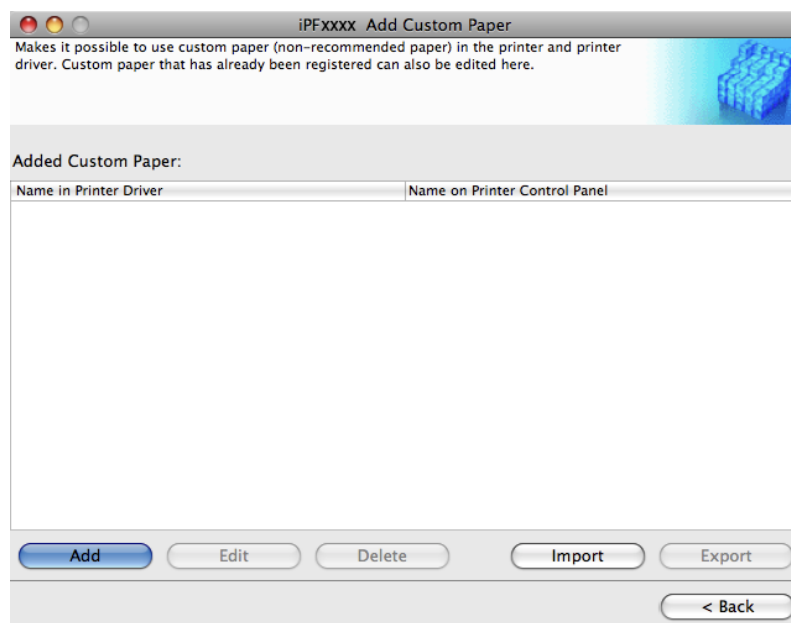 iPFxxxx Add Custom Paper
Makes it possible to use custom paper (non-recommended paper) in the printer and printer
driver. Custom paper that has already been registered can also be edited here.
Added Custom Paper:
Name in Printer Driver Name on Printer Control Panel
Add Edit Delete Import Export
< Back